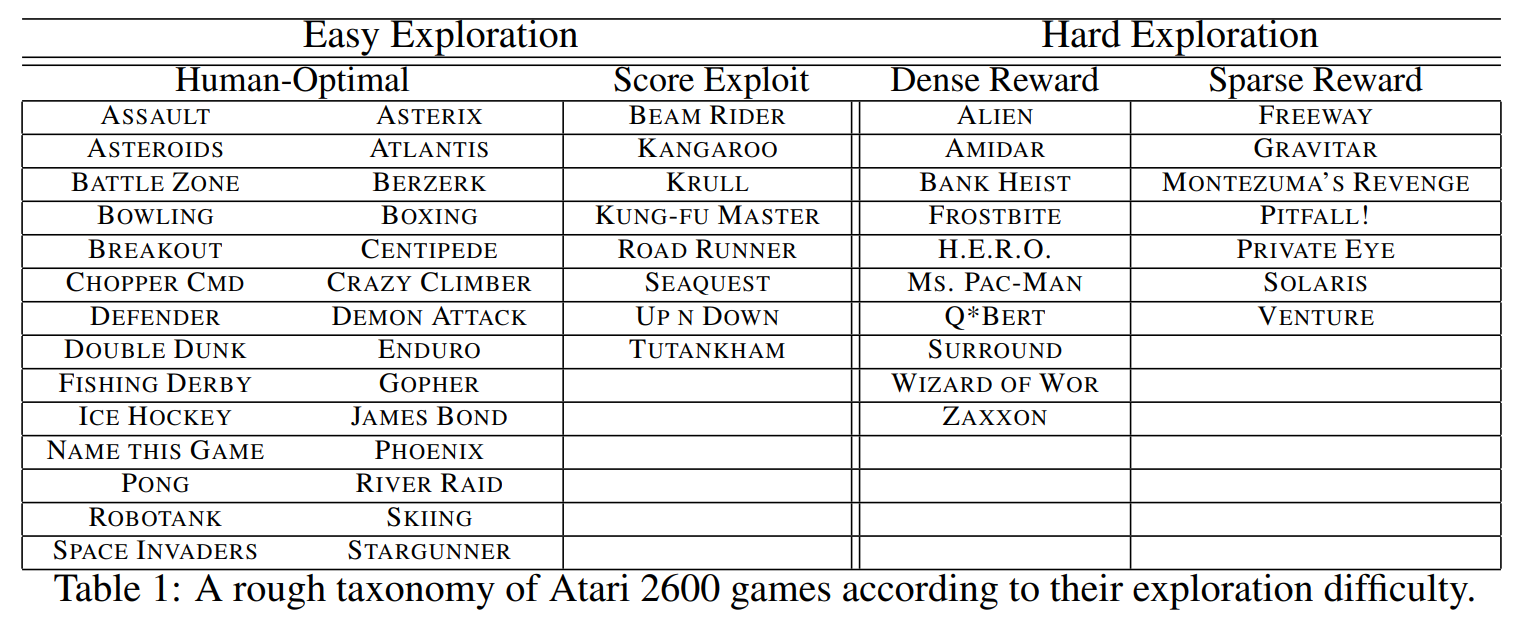 Easy Exploration Hard Exploration
Human-Optimal Score Exploit Dense Reward Sparse Reward
ASSAULT ASTERIX BEAM RIDER ALIEN FREEWAY
ASTEROIDS ATLANTIS KANGAROO AMIDAR GRAVITAR
BATTLE ZONE BERZERK KRULL BANK HEIST MONTEZUMA'S REVENGE
BOWLING BOXING KUNG-FU MASTER FROSTBITE PITFALL!
BREAKOUT CENTIPEDE ROAD RUNNER H.E.R.O. PRIVATE EYE
CHOPPER CMD CRAZY CLIMBER SEAQUEST MS. PAC-MAN SOLARIS
DEFENDER DEMON ATTACK UP N DOWN Q*BERT VENTURE
DOUBLE DUNK ENDURO TUTANKHAM SURROUND
FISHING DERBY GOPHER WIZARD OF WOR
ICE HOCKEY JAMES BOND ZAXXON
NAME THIS GAME PHOENIX
PONG RIVER RAID
ROBOTANK SKIING
SPACE INVADERS STARGUNNER
Table 1: A rough taxonomy of Atari 2600 games according to their exploration difficulty.